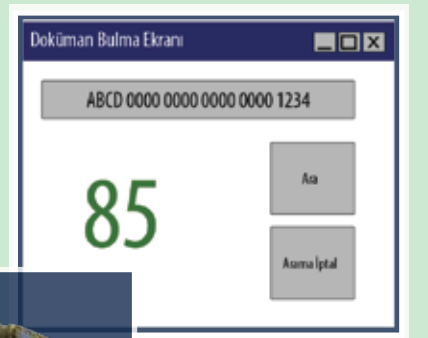 Doküman Bulma Ekranı
ABCD 0000 0000 0000 0000 1234
85
Ara
Arama İptal